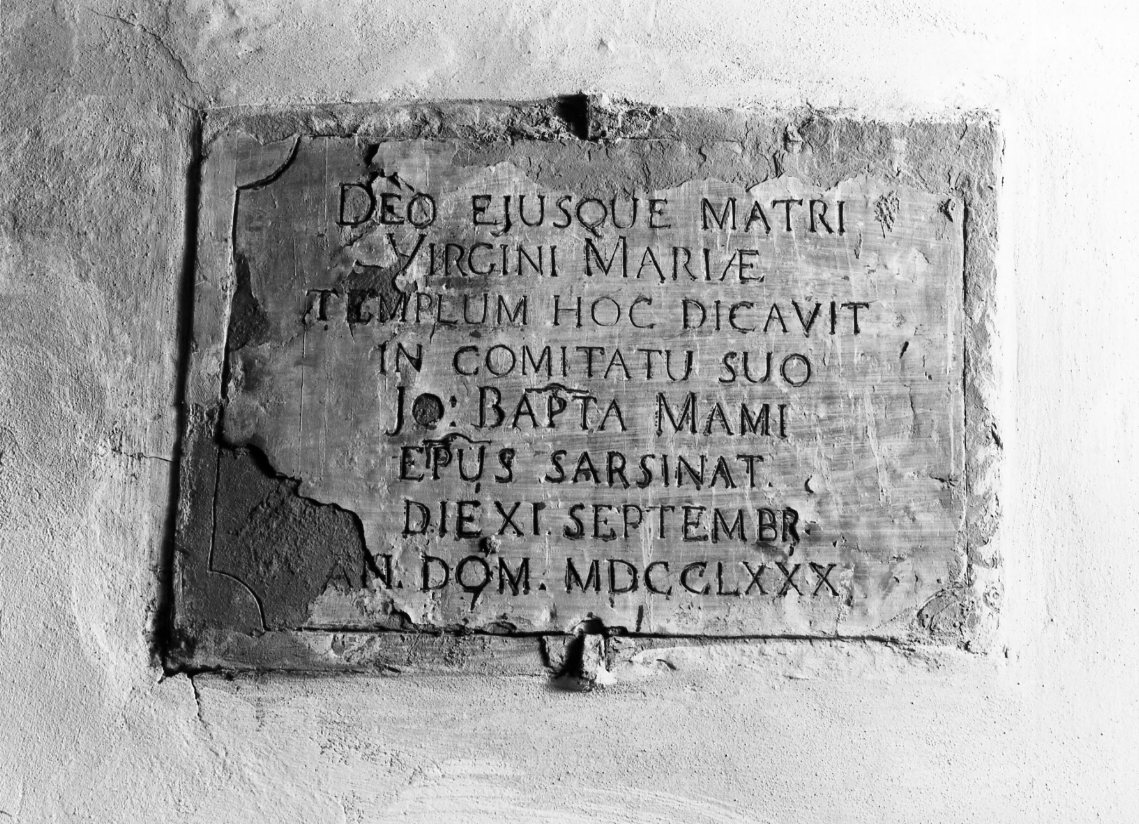 DEO EJUSQUE MATRI
VIRGINI MARIÆ
TEMPLUM HOC DICAVIT
IN COMITATU SUO
JO: BAPTA MAMI
EPUS SARSINAT.
DIE XI. SEPTEMBR.
AN. DOM. MDCCLXXX